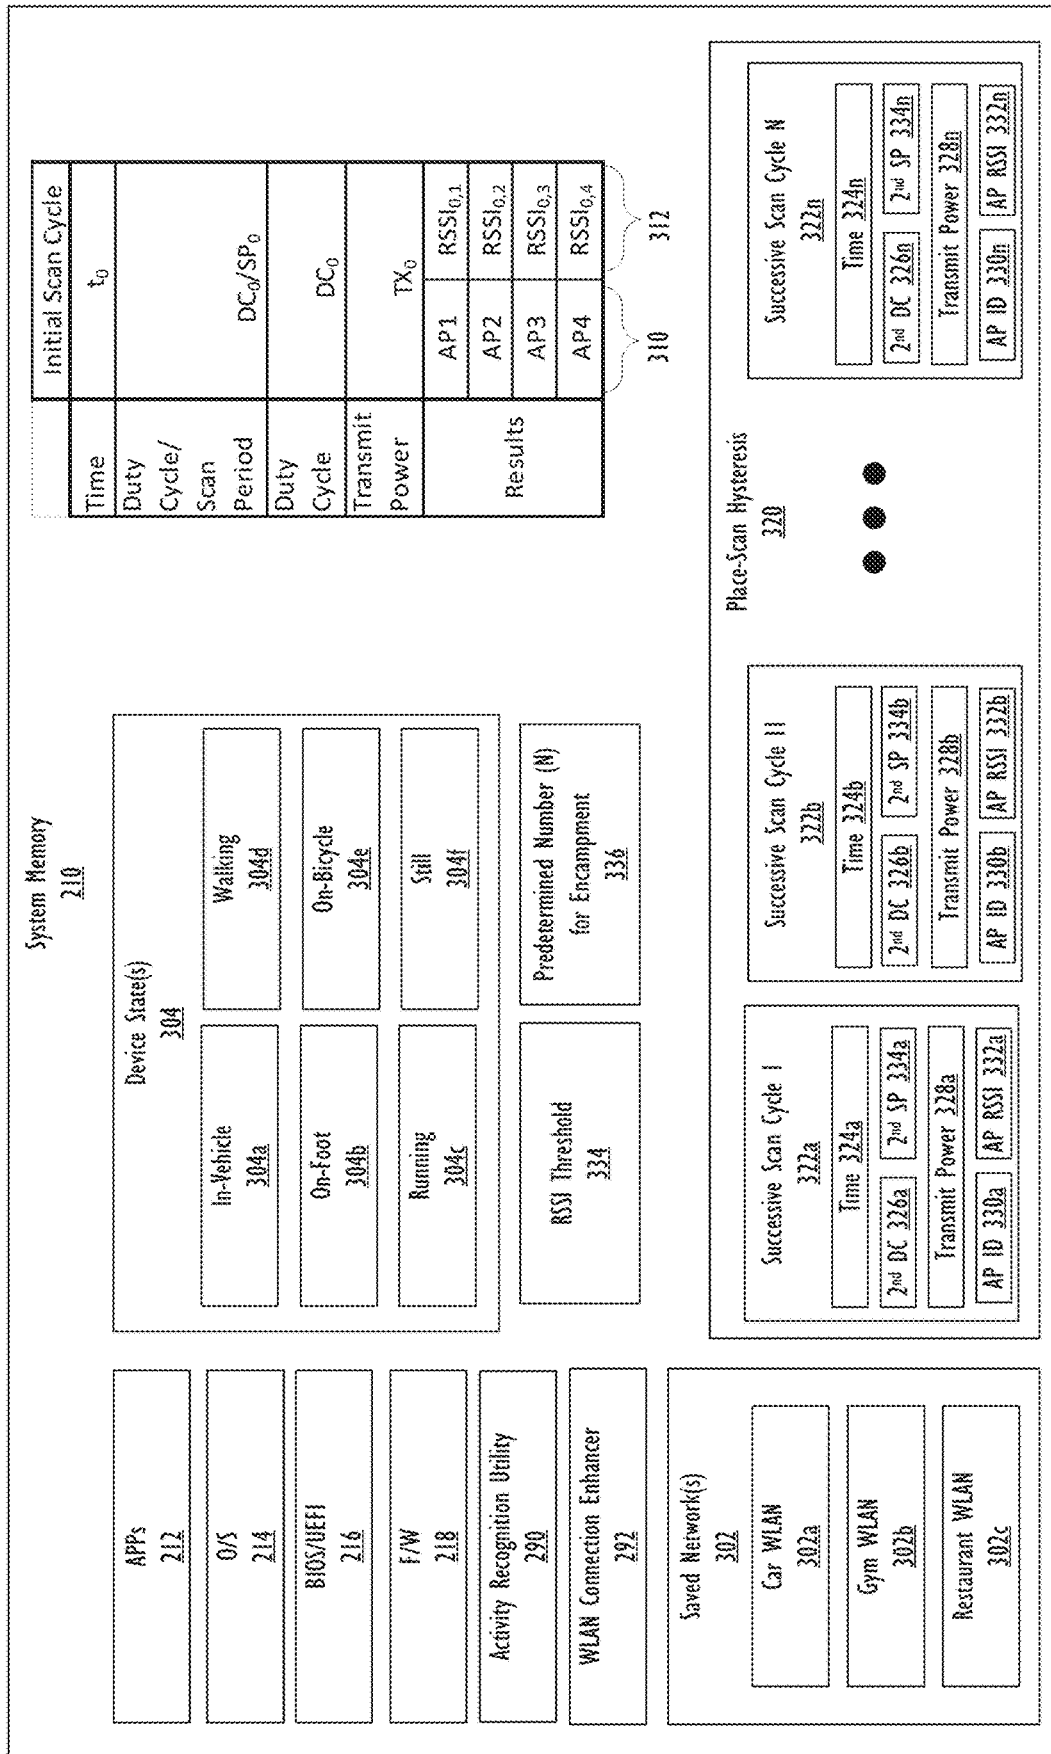 System Memory
210
APPs
212
O/S
214
BIOS/UEFI
216
F/W
218
Activity Recognition Utility
290
WLAN Connection Enhancer
292
Saved Network(s)
302
Car WLAN
302a
Gym WLAN
302b
Restaurant WLAN
302c
Device State(s)
304
In-Vehicle
304a
Walking
304d
On-Foot
304b
On-Bicycle
304e
Running
304c
Still
304f
RSSI Threshold
334
Predetermined Number (N)
for Encampment
336
Initial Scan Cycle
Time
t0
Duty
Cycle/
Scan
Period
DC0/SP0
Duty
Cycle
DC0
Transmit
Power
TX0
Results
AP1 RSSI0,1
AP2 RSSI0,2
AP3 RSSI0,3
AP4 RSSI0,4
310
312
Place-Scan Hysteresis
320
Successive Scan Cycle I
322a
Time 324a
2nd DC 326a
2nd SP 334a
Transmit Power 328a
AP ID 330a
AP RSSI 332a
Successive Scan Cycle II
322b
Time 324b
2nd DC 326b
2nd SP 334b
Transmit Power 328b
AP ID 330b
AP RSSI 332b
Successive Scan Cycle N
322n
Time 324n
2nd DC 326n
2nd SP 334n
Transmit Power 328n
AP ID 330n
AP RSSI 332n